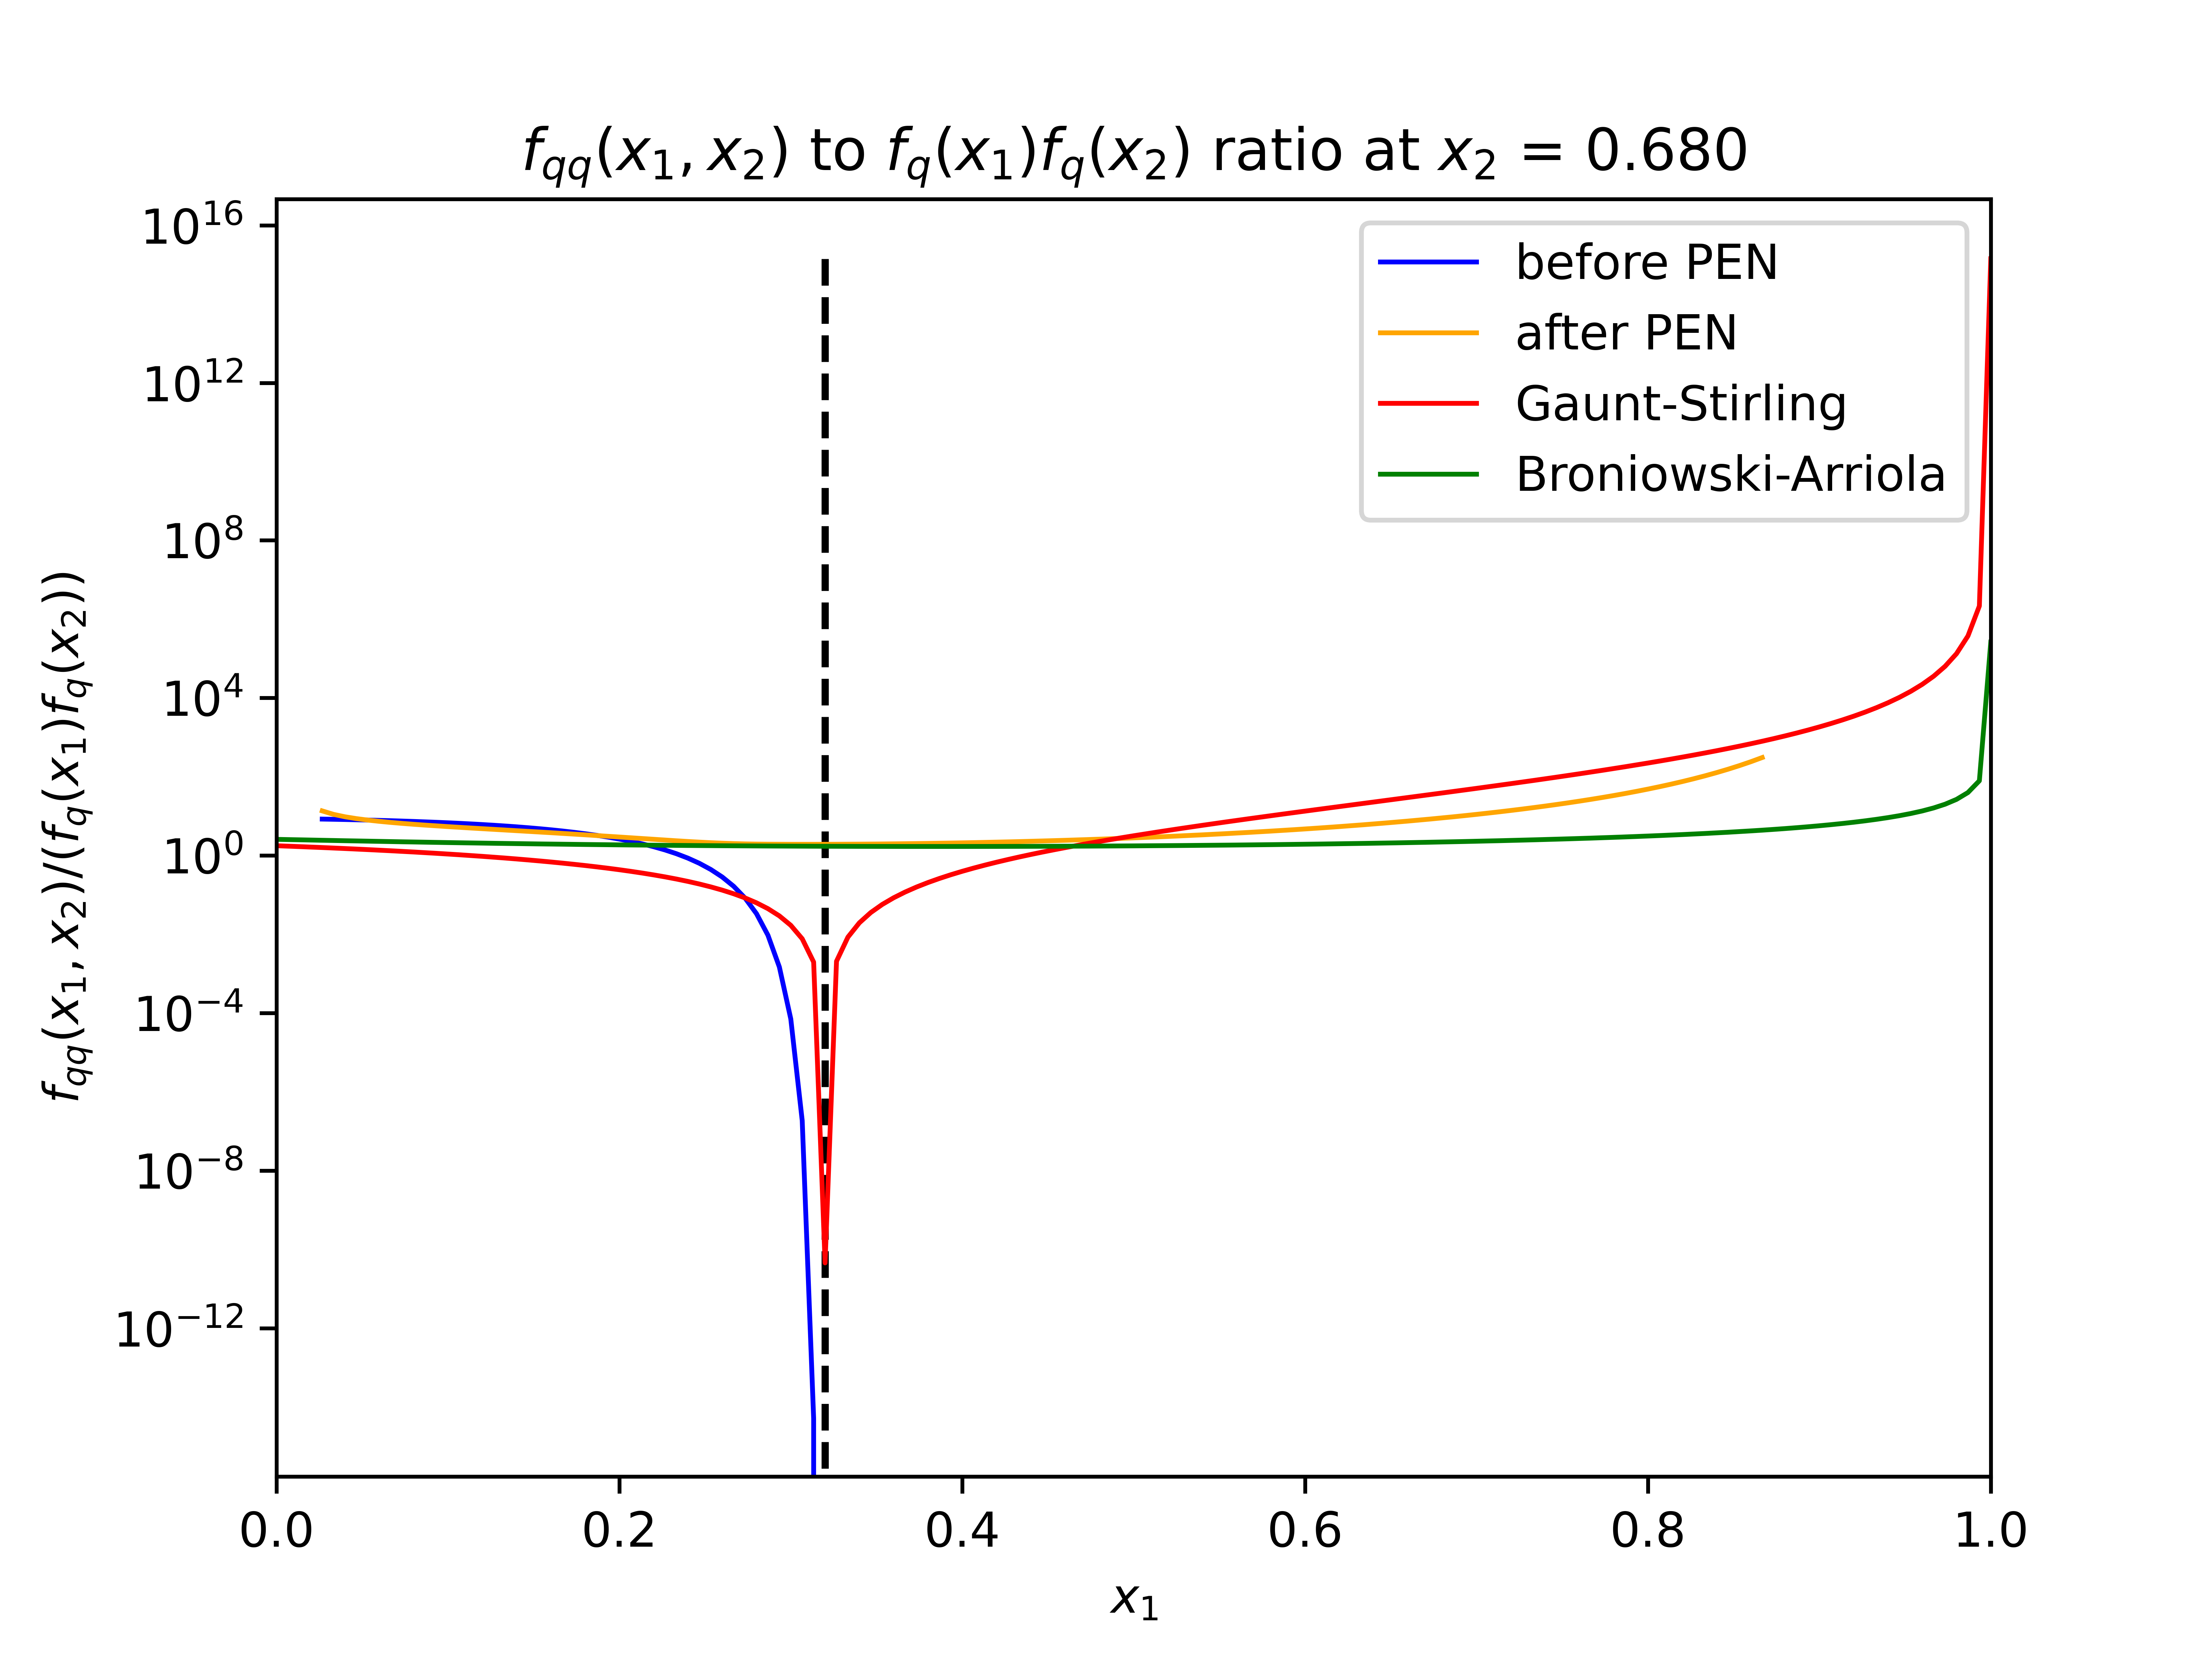 f_{qq}(x_1, x_2) to f_q(x_1)f_q(x_2) ratio at x_2 = 0.680
before PEN
after PEN
Gaunt-Stirling
Broniowski-Arriola
f_{qq}(x_1, x_2)/(f_q(x_1)f_q(x_2))
10^{16}
10^{12}
10^{8}
10^{4}
10^{0}
10^{−4}
10^{−8}
10^{−12}
0.0 0.2 0.4 0.6 0.8 1.0
x_1